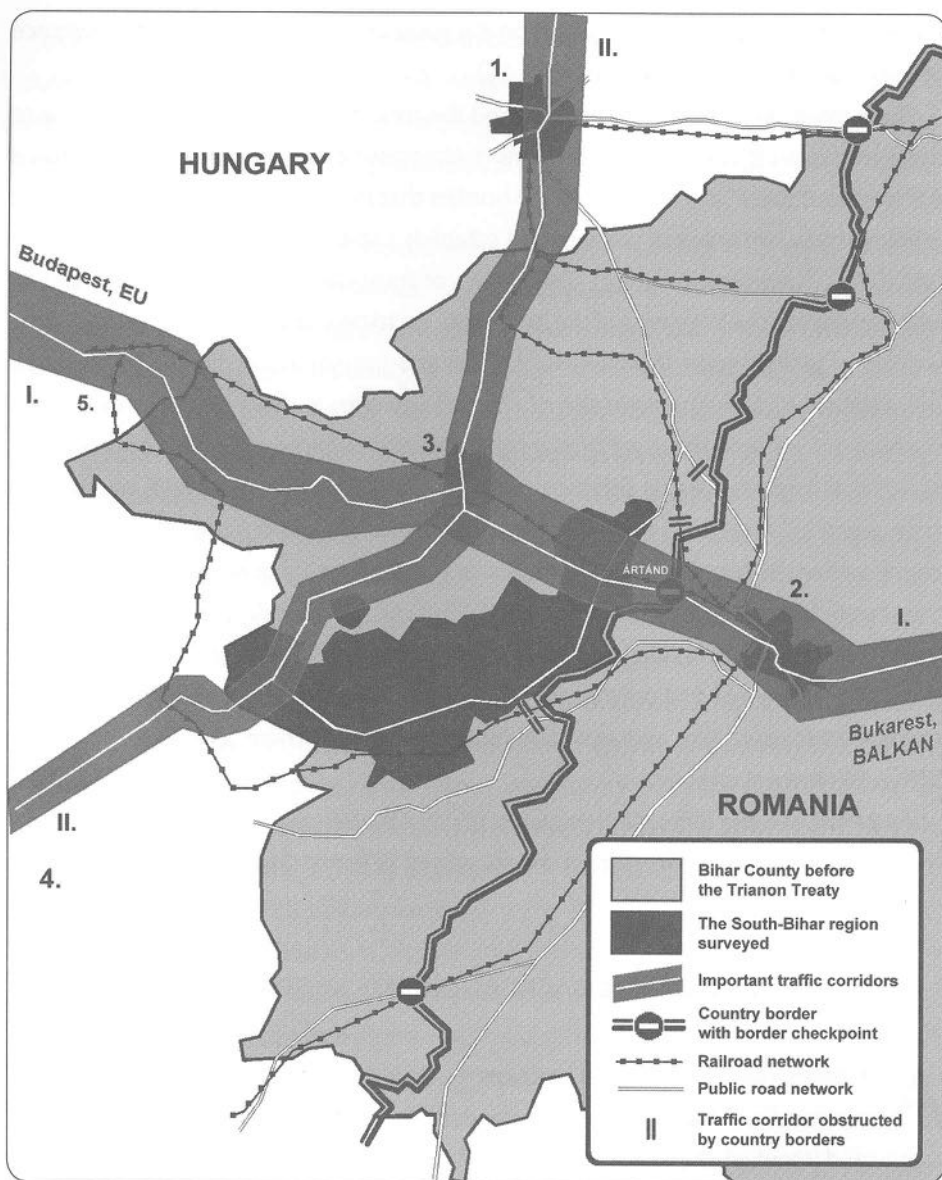 II.
1.
HUNGARY
Budapest, EU
I.
5.
3.
ÁRTÁND
2.
I.
Bukarest,
BALKAN
II.
4.
ROMANIA
Bihar County before
the Trianon Treaty
The South-Bihar region
surveyed
Important traffic corridors
Country border
with border checkpoint
Railroad network
Public road network
Traffic corridor obstructed
by country borders